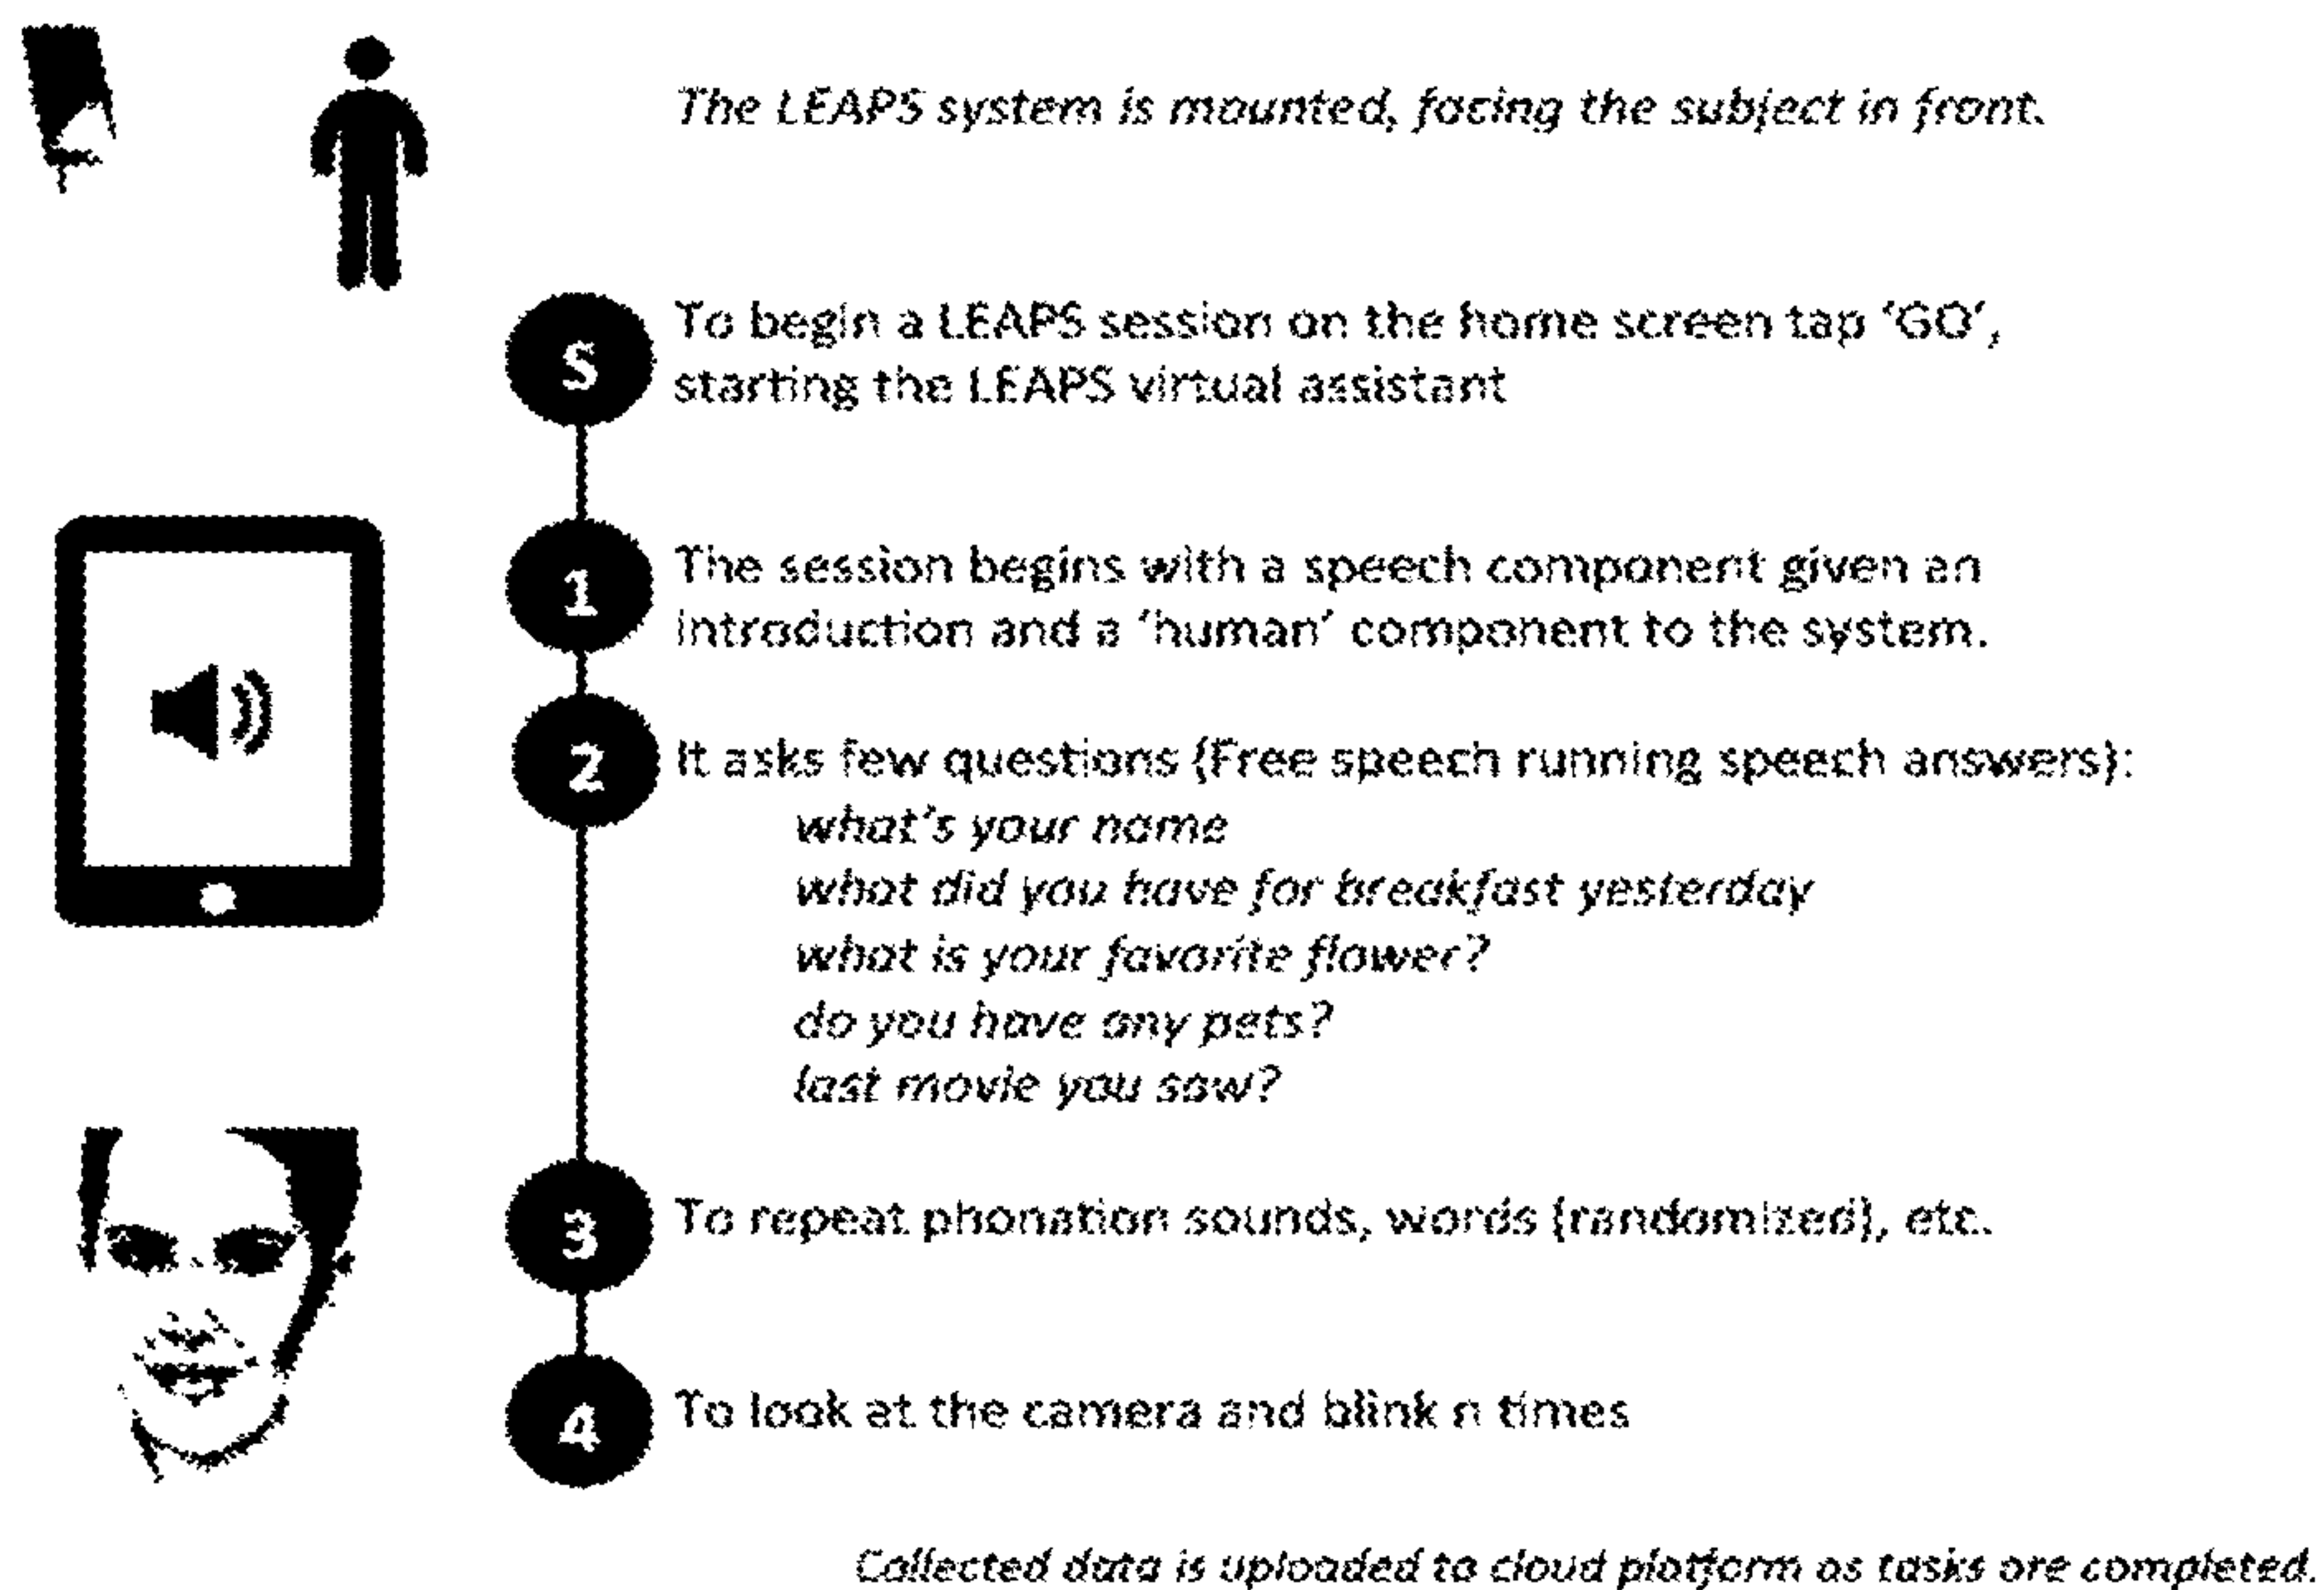 The LEAPS system is mounted, facing the subject in front.
S
To begin a LEAPS session on the home screen tap ‘GO’,
starting the LEAPS virtual assistant
1
The session begins with a speech component given an
introduction and a ‘human’ component to the system.
2
It asks few questions (Free speech running speech answers):
what's your name
what did you have for breakfast yesterday
what is your favorite flower?
do you have any pets?
last movie you saw?
3
To repeat phonation sounds, words (randomized), etc.
4
To look at the camera and blink n times
Collected data is uploaded to cloud platform as tasks are completed.